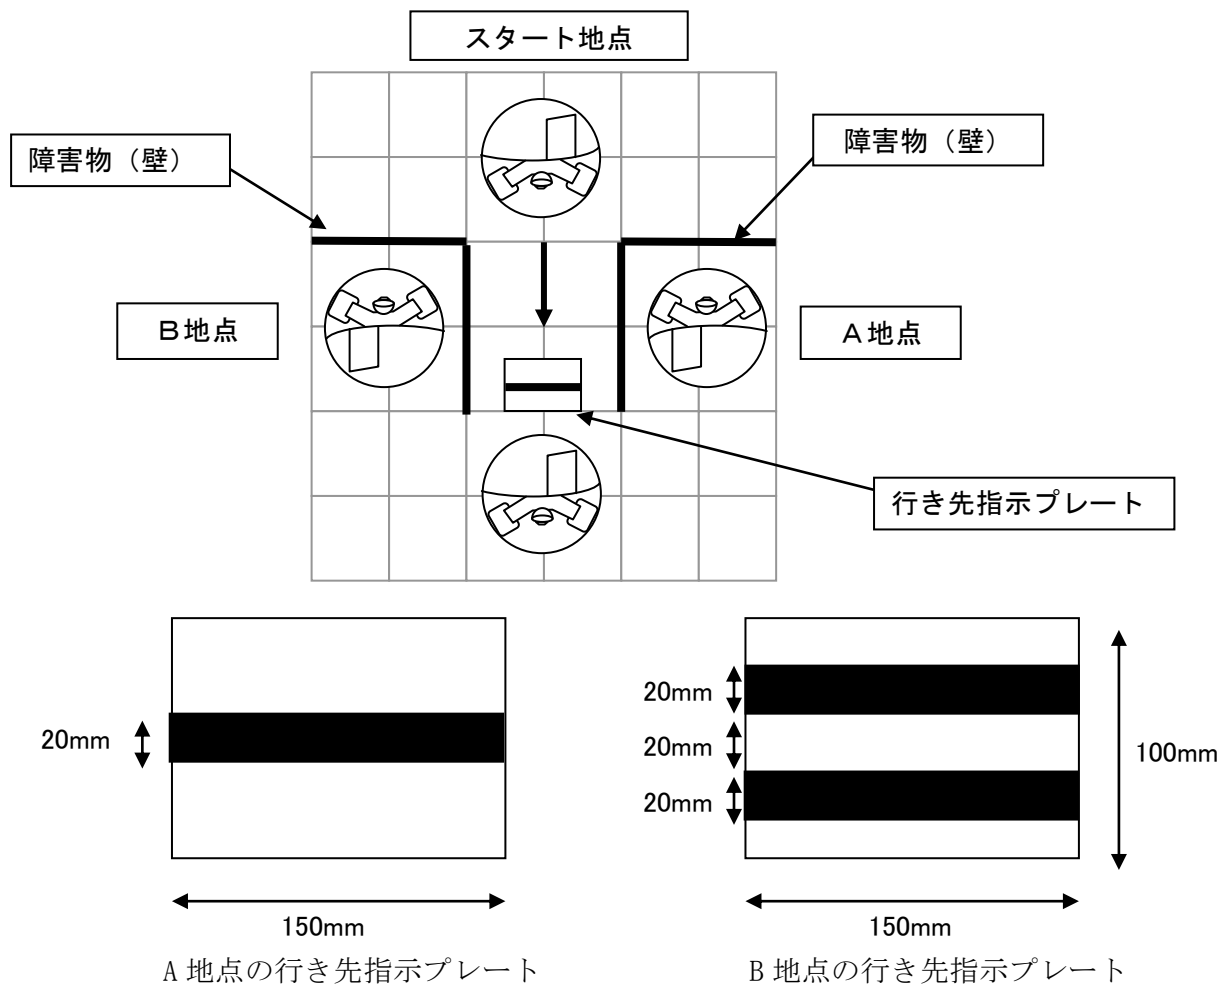 スタート地点
障害物（壁）
障害物（壁）
Ｂ地点
Ａ地点
行き先指示プレート
20mm
20mm
20mm
20mm
100mm
150mm
150mm
A 地点の行き先指示プレート
B 地点の行き先指示プレート